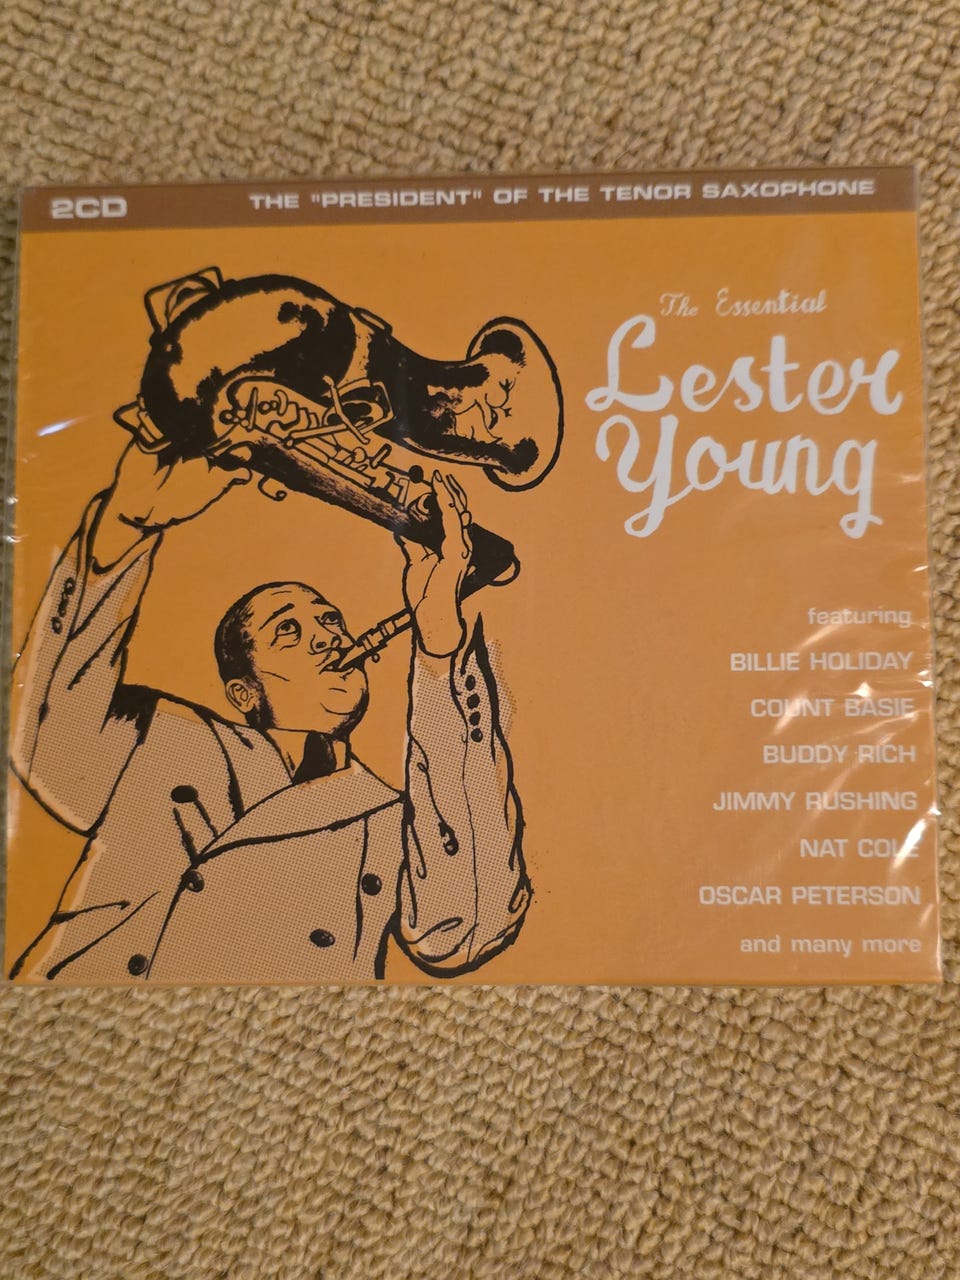 2CD THE "PRESIDENT" OF THE TENOR SAXOPHONE
The Essential
Lester
Young
featuring
BILLIE HOLIDAY
COUNT BASIE
BUDDY RICH
JIMMY RUSHING
NAT COLE
OSCAR PETERSON
and many more